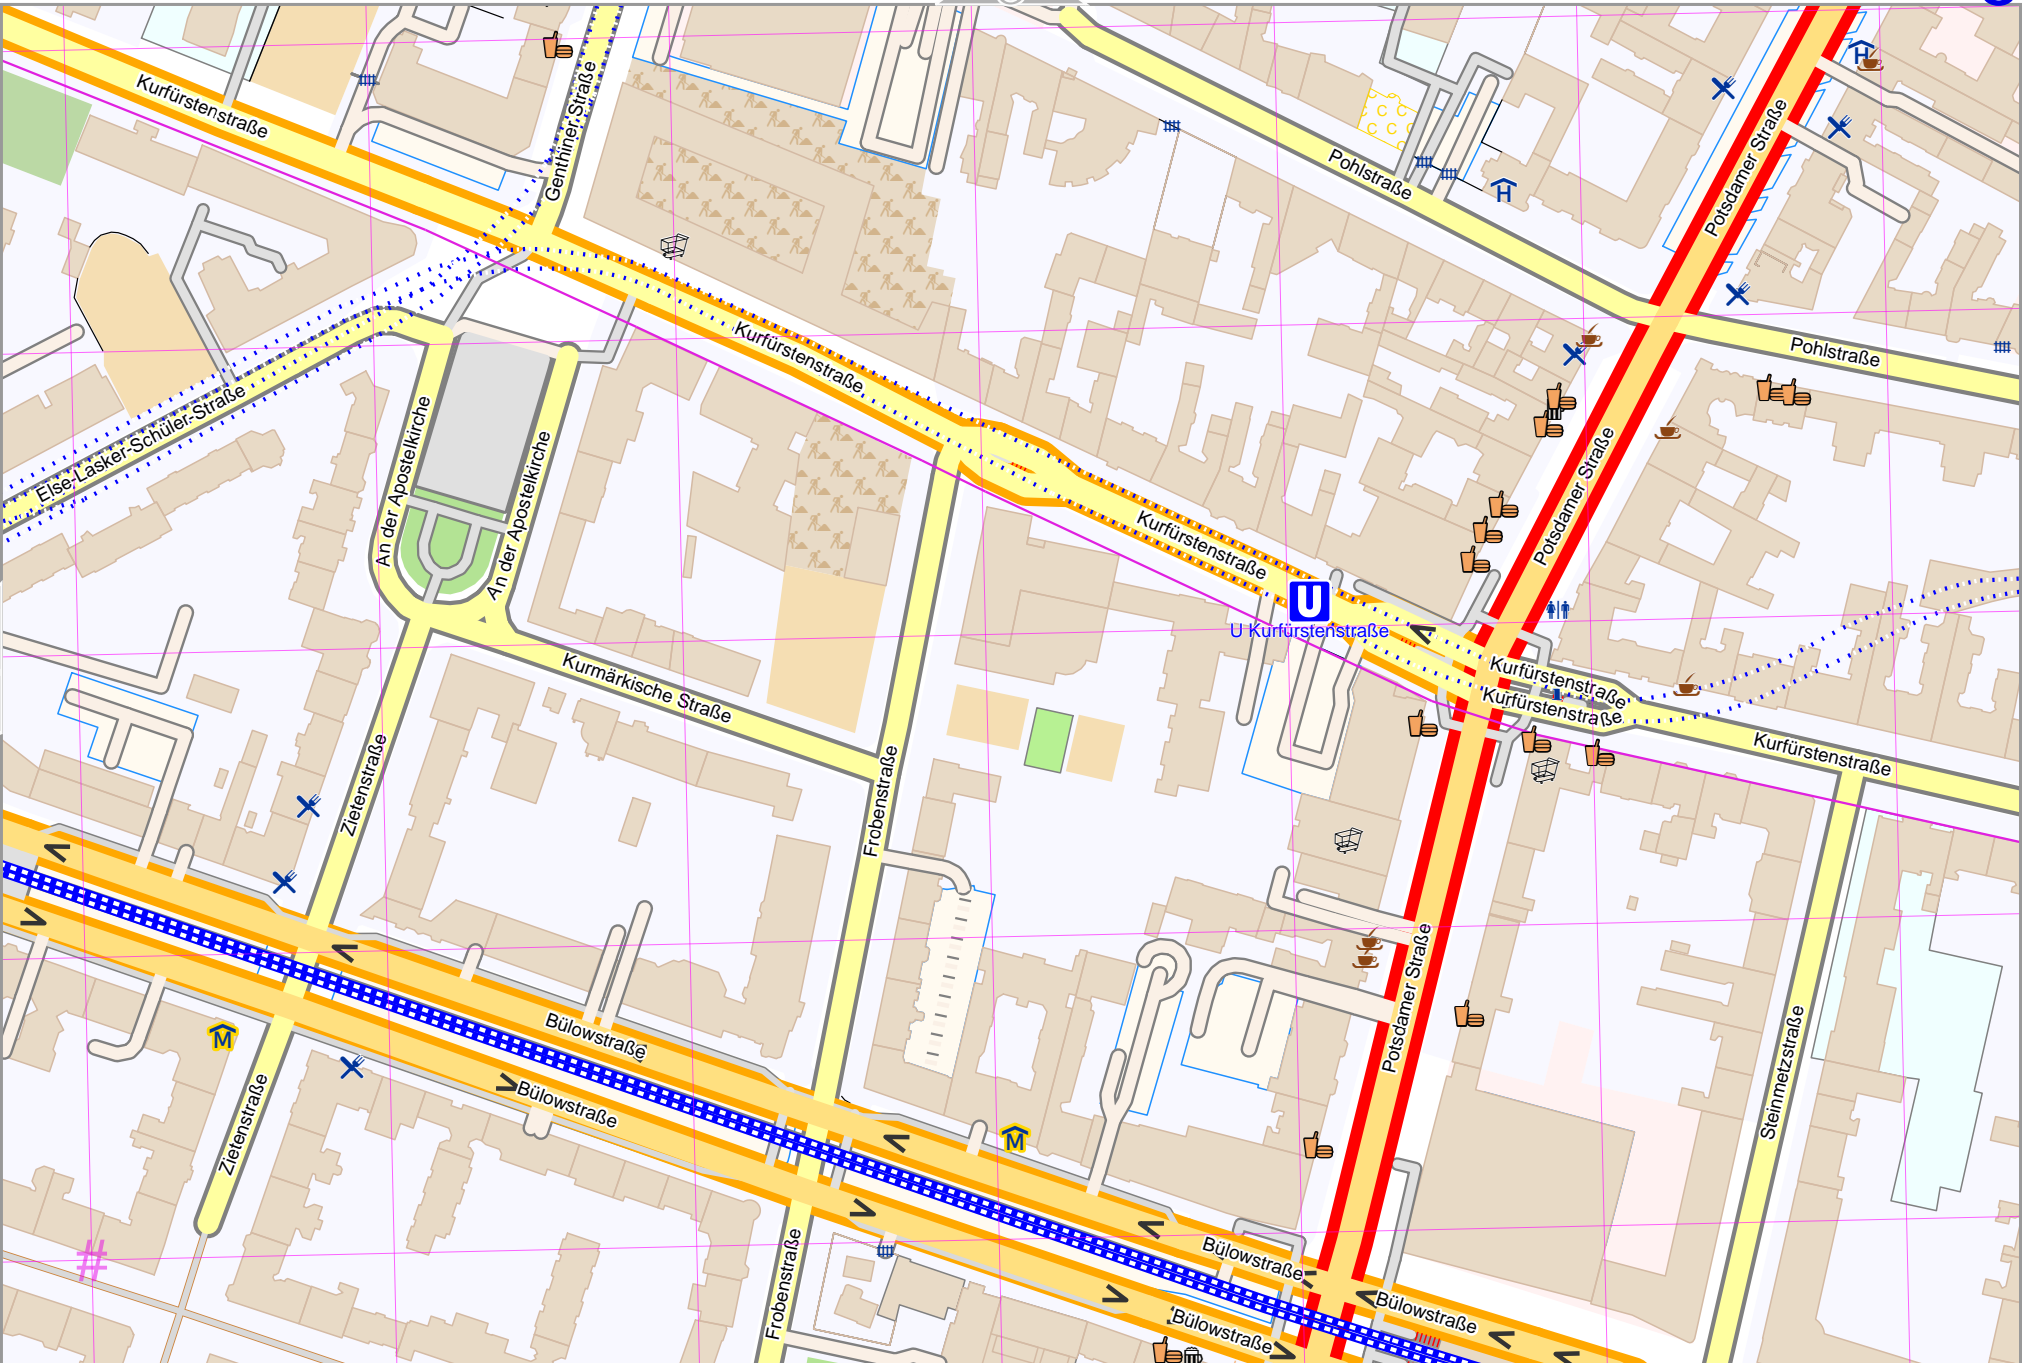 Kurfürstenstraße
Genthiner Straße
Pohlstraße
Potsdamer Straße
H
H
Kurfürstenstraße
Pohlstraße
Else-Lasker-Schüler-Straße
An der Apostelkirche
An der Apostelkirche
Kurfürstenstraße
Potsdamer Straße
U
U Kurfürstenstraße
Kurfürstenstraße
Kurfürstenstraße
Kurfürstenstraße
Kurmärkische Straße
Zietenstraße
Frobenstraße
Potsdamer Straße
Steinmetzstraße
M
Bülowstraße
Bülowstraße
Zietenstraße
M
#
Frobenstraße
Bülowstraße
Bülowstraße
Bülowstraße
C C
C C C